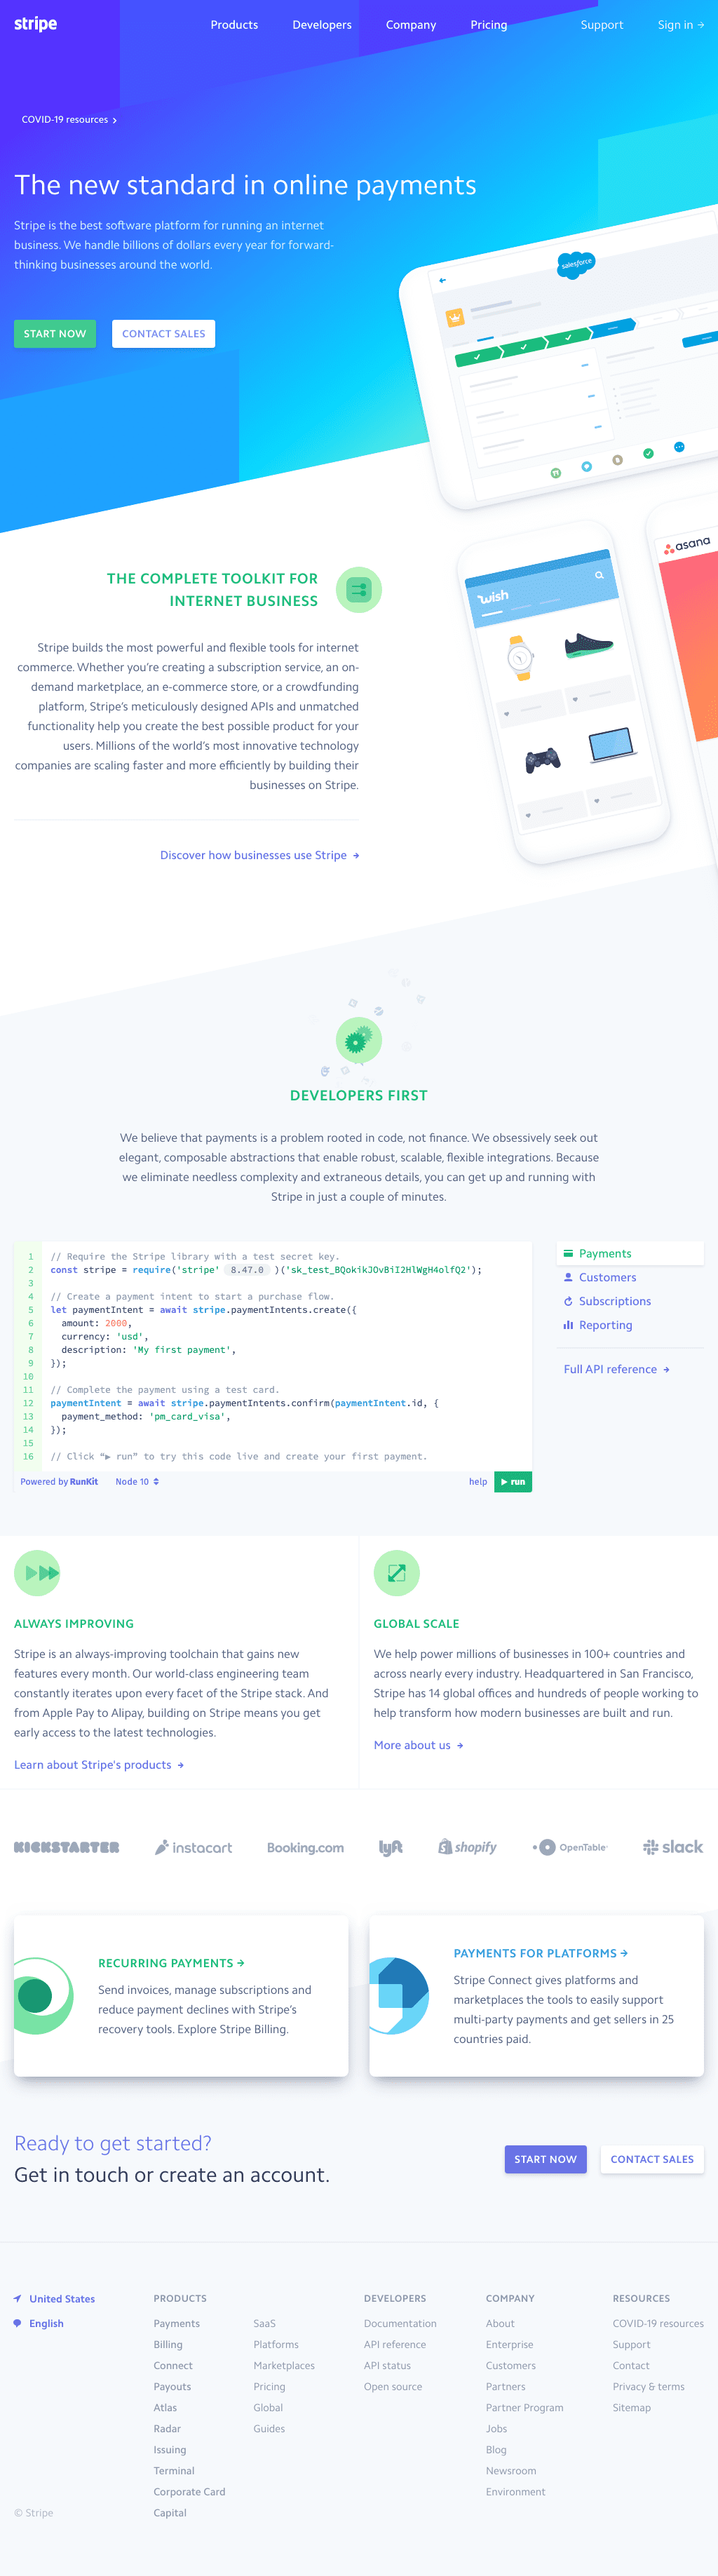 stripe
Products Developers Company Pricing Support Sign in →
COVID-19 resources ›
The new standard in online payments
Stripe is the best software platform for running an internet
business. We handle billions of dollars every year for forward-
thinking businesses around the world.
START NOW CONTACT SALES
salesforce
asana
wish
THE COMPLETE TOOLKIT FOR
INTERNET BUSINESS
Stripe builds the most powerful and flexible tools for internet
commerce. Whether you’re creating a subscription service, an on-
demand marketplace, an e-commerce store, or a crowdfunding
platform, Stripe’s meticulously designed APIs and unmatched
functionality help you create the best possible product for your
users. Millions of the world’s most innovative technology
companies are scaling faster and more efficiently by building their
businesses on Stripe.
Discover how businesses use Stripe →
DEVELOPERS FIRST
We believe that payments is a problem rooted in code, not finance. We obsessively seek out
elegant, composable abstractions that enable robust, scalable, flexible integrations. Because
we eliminate needless complexity and extraneous details, you can get up and running with
Stripe in just a couple of minutes.
1 // Require the Stripe library with a test secret key.
2 const stripe = require('stripe' 8.47.0 )('sk_test_BQokikJOvBiI2HlWgH4olfQ2');
3
4 // Create a payment intent to start a purchase flow.
5 let paymentIntent = await stripe.paymentIntents.create({
6 amount: 2000,
7 currency: 'usd',
8 description: 'My first payment',
9 });
10
11 // Complete the payment using a test card.
12 paymentIntent = await stripe.paymentIntents.confirm(paymentIntent.id, {
13 payment_method: 'pm_card_visa',
14 });
15
16 // Click “▶ run” to try this code live and create your first payment.
Powered by RunKit Node 10 help ▶ run
Payments
Customers
Subscriptions
Reporting
Full API reference →
ALWAYS IMPROVING
Stripe is an always-improving toolchain that gains new
features every month. Our world-class engineering team
constantly iterates upon every facet of the Stripe stack. And
from Apple Pay to Alipay, building on Stripe means you get
early access to the latest technologies.
Learn about Stripe's products →
GLOBAL SCALE
We help power millions of businesses in 100+ countries and
across nearly every industry. Headquartered in San Francisco,
Stripe has 14 global offices and hundreds of people working to
help transform how modern businesses are built and run.
More about us →
KICKSTARTER instacart Booking.com lyft shopify OpenTable slack
RECURRING PAYMENTS →
Send invoices, manage subscriptions and
reduce payment declines with Stripe’s
recovery tools. Explore Stripe Billing.
PAYMENTS FOR PLATFORMS →
Stripe Connect gives platforms and
marketplaces the tools to easily support
multi-party payments and get sellers in 25
countries paid.
Ready to get started?
Get in touch or create an account.
START NOW CONTACT SALES
United States
English
© Stripe
PRODUCTS
Payments
Billing
Connect
Payouts
Atlas
Radar
Issuing
Terminal
Corporate Card
Capital
SaaS
Platforms
Marketplaces
Pricing
Global
Guides
DEVELOPERS
Documentation
API reference
API status
Open source
COMPANY
About
Enterprise
Customers
Partners
Partner Program
Jobs
Blog
Newsroom
Environment
RESOURCES
COVID-19 resources
Support
Contact
Privacy & terms
Sitemap